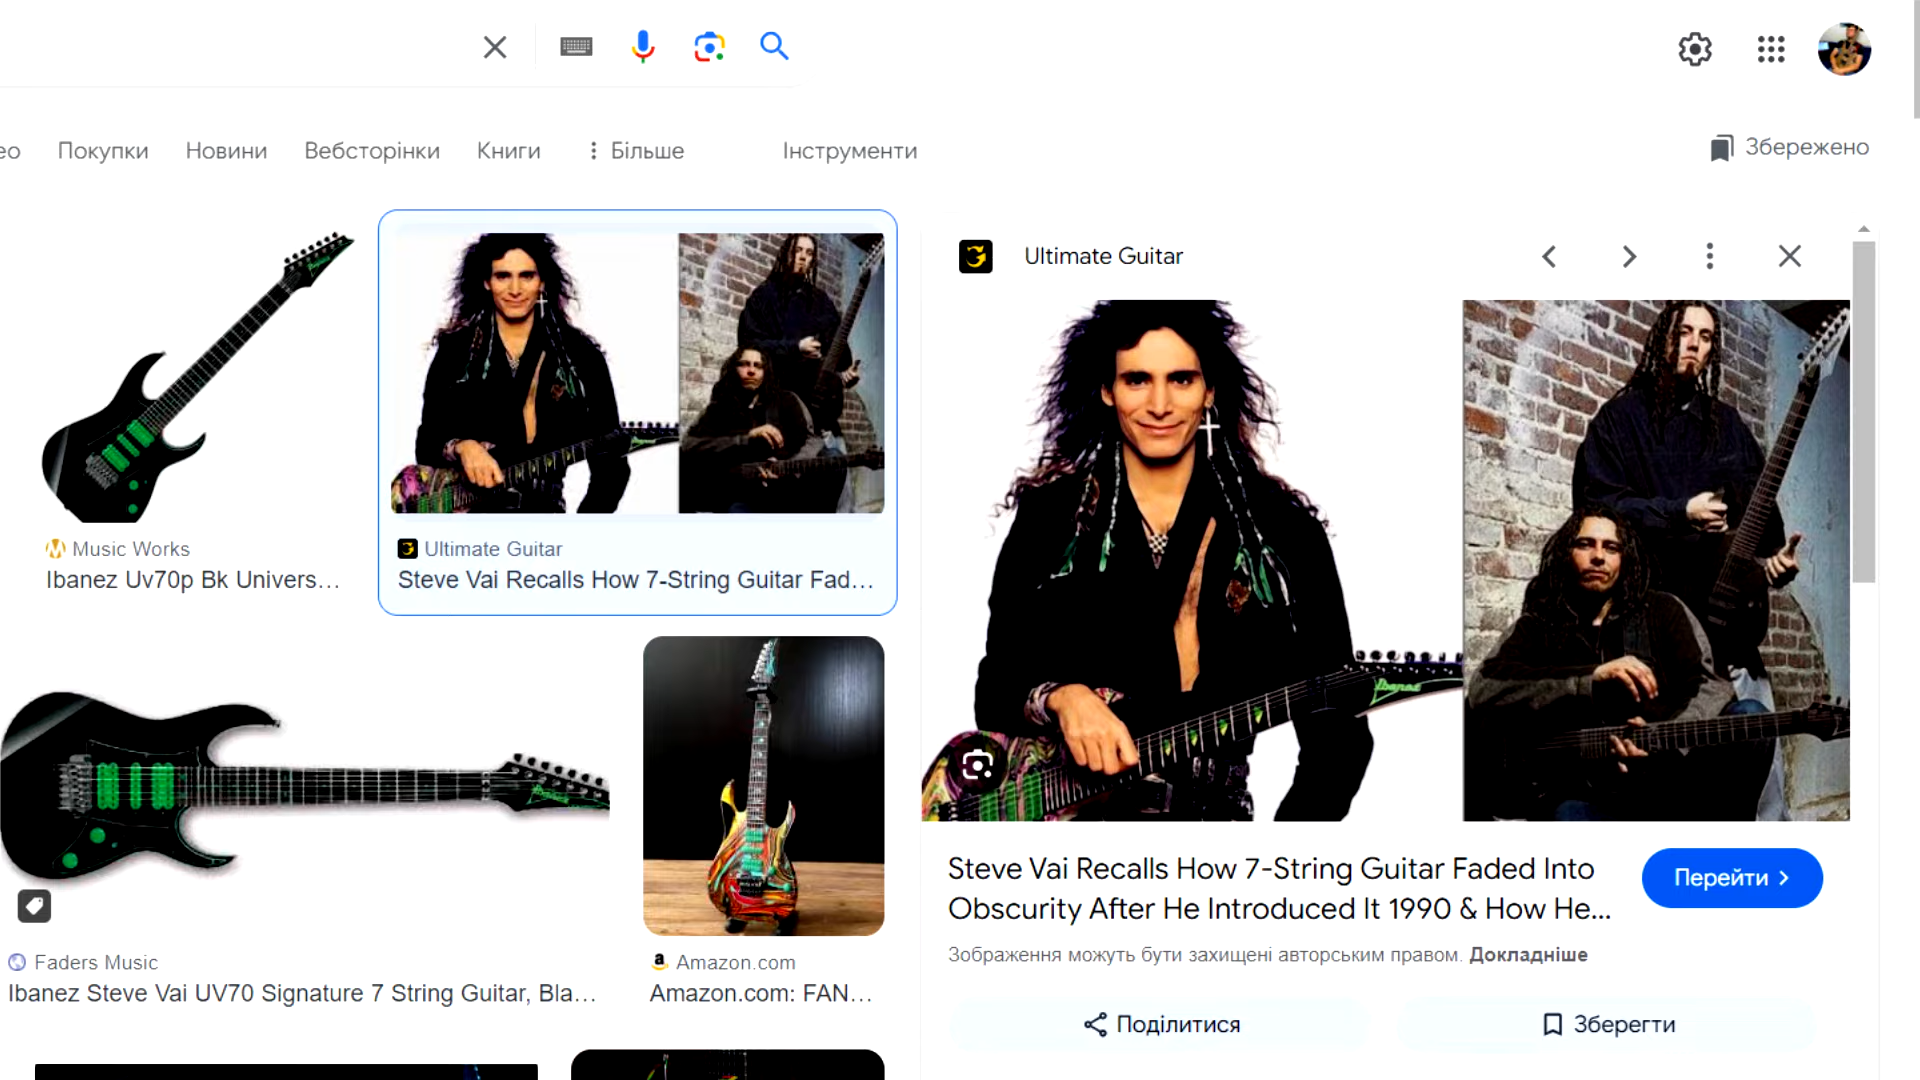 ео Покупки Новини Вебсторінки Книги Більше Інструменти
Збережено
Ultimate Guitar
Ibanez
Music Works
Ibanez Uv70p Bk Univers...
Ultimate Guitar
Steve Vai Recalls How 7-String Guitar Fad...
Faders Music
Ibanez Steve Vai UV70 Signature 7 String Guitar, Bla...
Amazon.com
Amazon.com: FAN...
Steve Vai Recalls How 7-String Guitar Faded Into
Obscurity After He Introduced It 1990 & How He...
Перейти
Зображення можуть бути захищені авторським правом. Докладніше
Поділитися
Зберегти